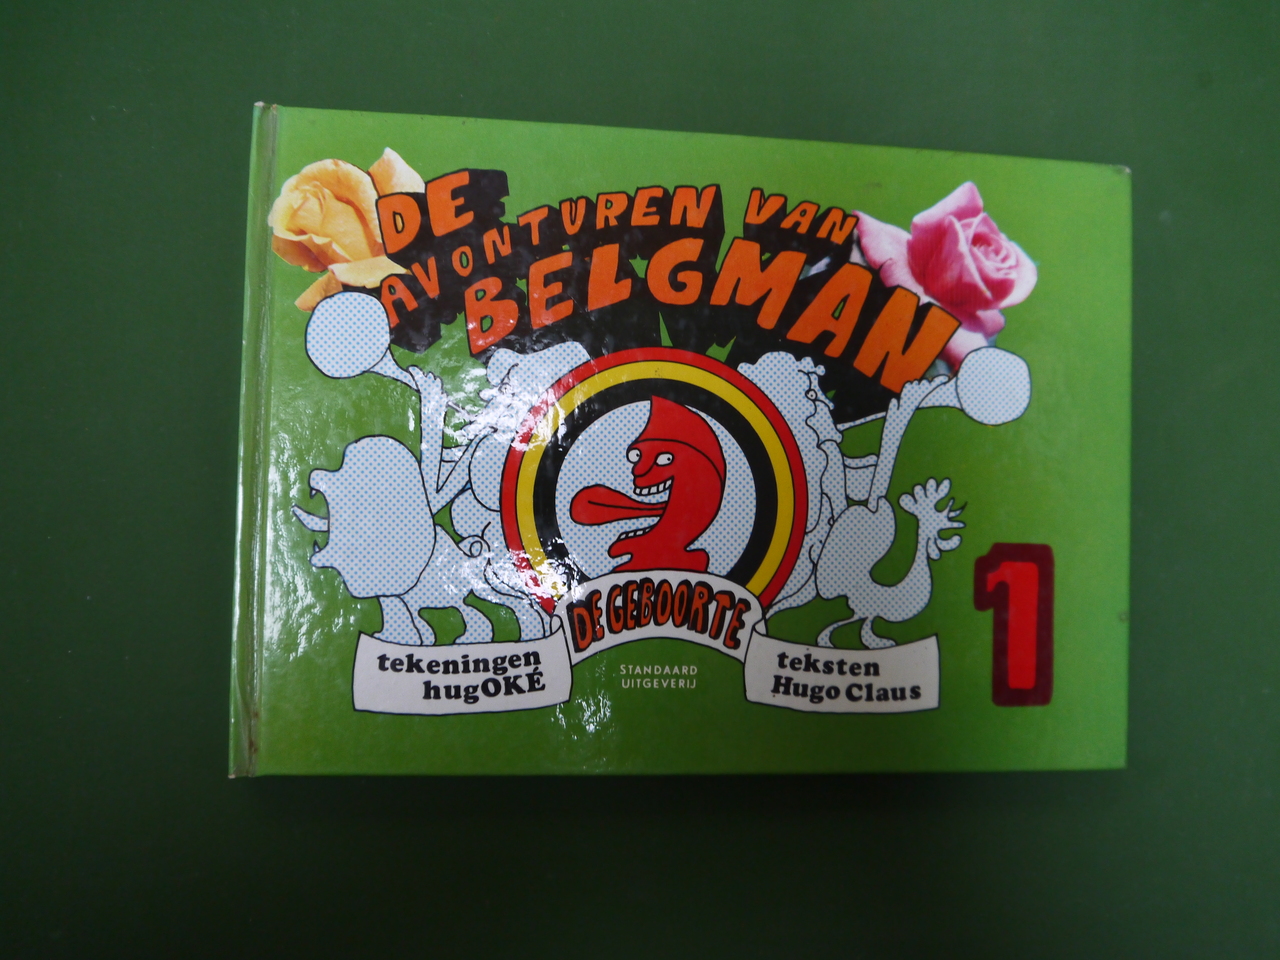 DE
AVONTUREN VAN
BELGMAN
DE GEBOORTE
tekeningen
hugOKÉ
STANDAARD
UITGEVERIJ
teksten
Hugo Claus
1